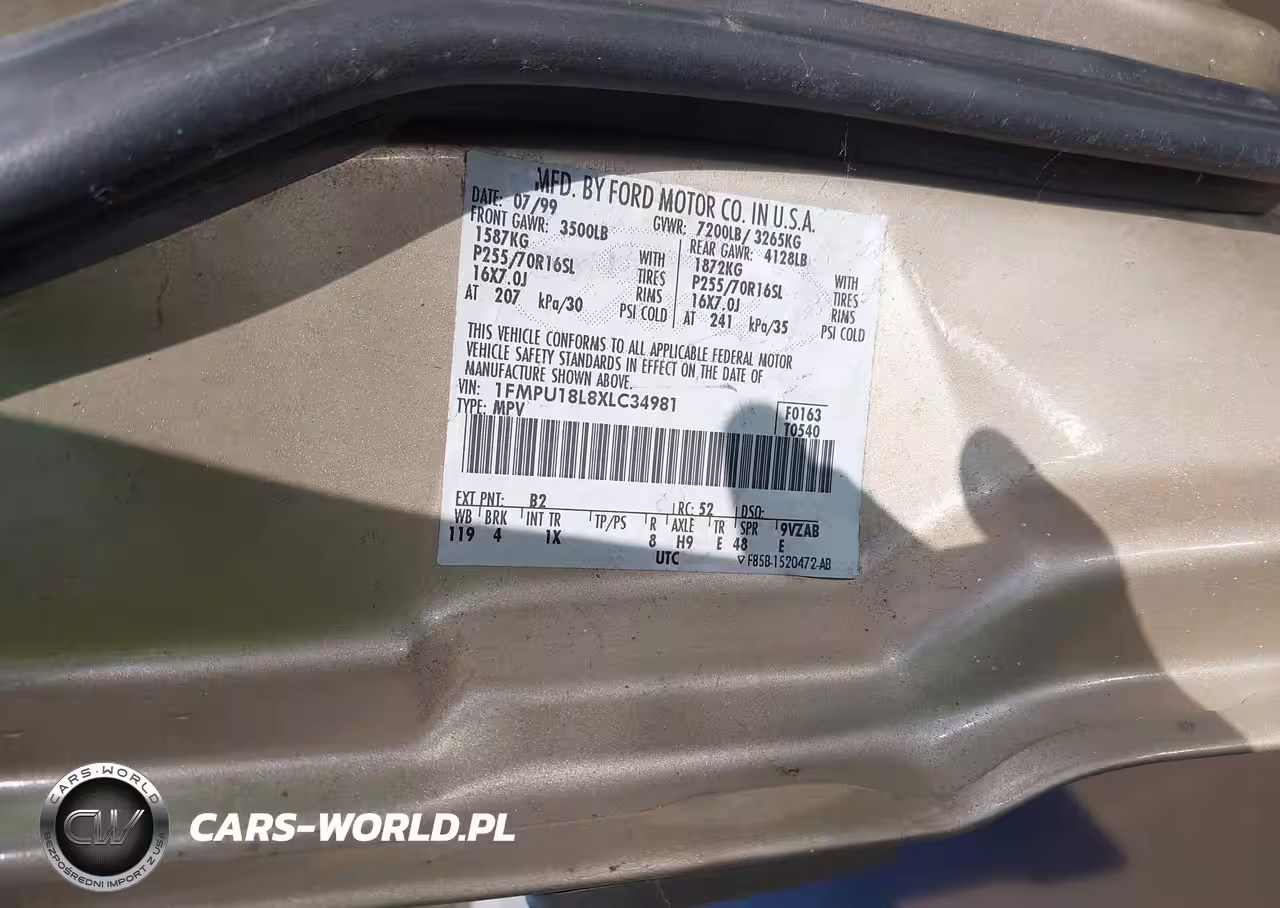 MFD. BY FORD MOTOR CO. IN U.S.A.
DATE: 07/99 GVWR: 7200LB/ 3265KG
FRONT GAWR: 3500LB REAR GAWR: 4128LB
1587KG WITH 1872KG WITH
P255/70R16SL TIRES P255/70R16SL TIRES
16X7.0J RIMS 16X7.0J RIMS
AT 207 kPa/30 PSI COLD AT 241 kPa/35 PSI COLD
THIS VEHICLE CONFORMS TO ALL APPLICABLE FEDERAL MOTOR
VEHICLE SAFETY STANDARDS IN EFFECT ON THE DATE OF
MANUFACTURE SHOWN ABOVE.
VIN: 1FMPU18L8XLC34981
TYPE: MPV F0163
T0540
EXT PNT: B2 RC: 52 DSO:
WB BRK INT TR TP/PS R AXLE TR SPR 9VZAB
119 4 1X 8 H9 E 48 E
UTC ▽F85B-1520472-AB
CARS-WORLD
CW
BEZPOŚREDNI IMPORT Z USA
CARS-WORLD.PL